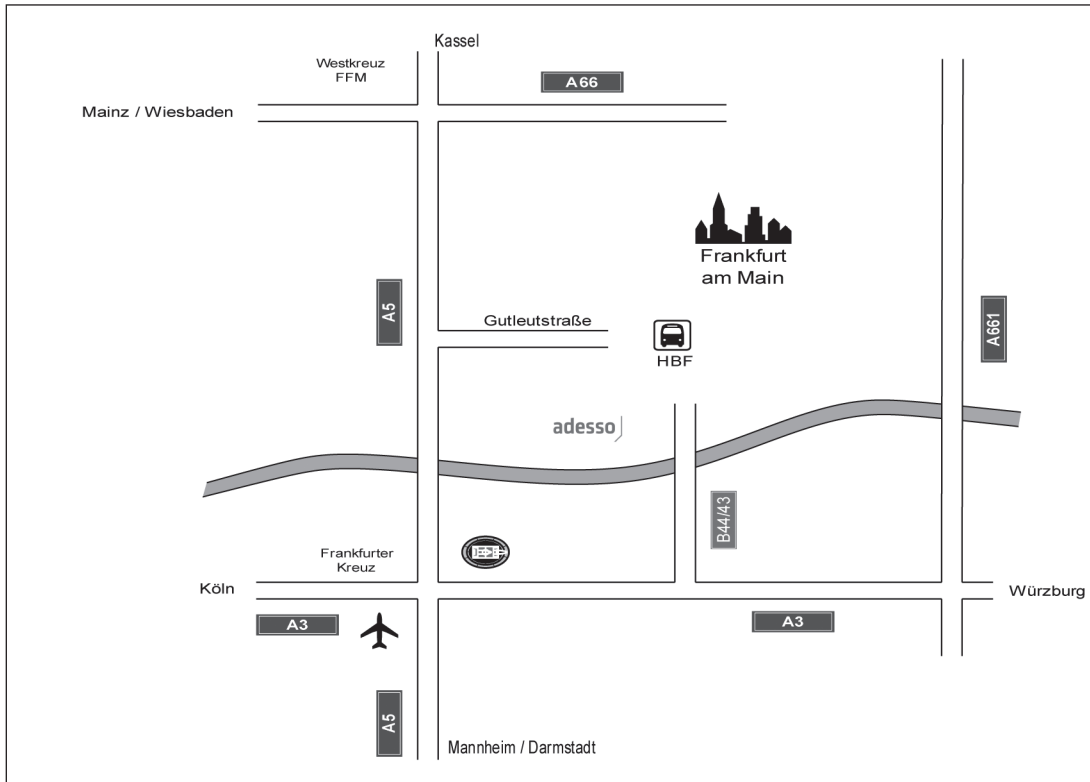 Kassel
Westkreuz
FFM
A66
Mainz / Wiesbaden
Frankfurt
am Main
A5
Gutleutstraße
A661
HBF
adesso
B44/43
Frankfurter
Kreuz
Köln
Würzburg
A3
A3
A5
Mannheim / Darmstadt